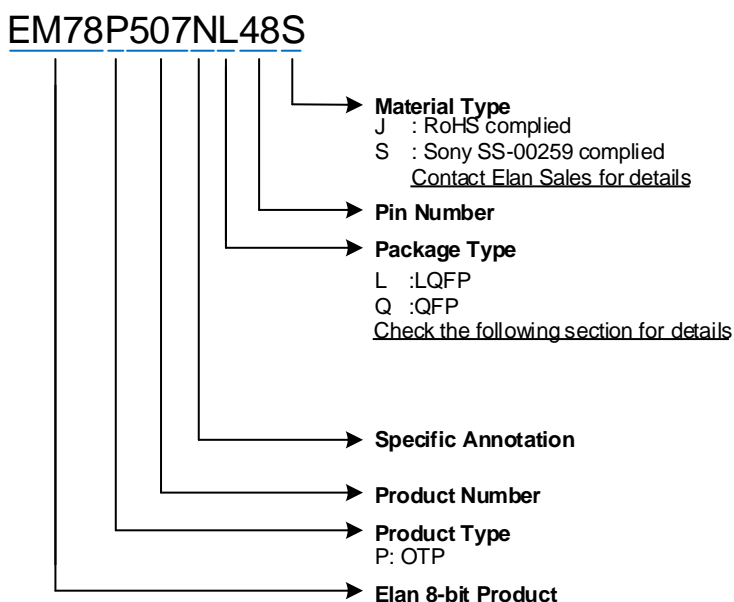 EM78P507NL48S
Material Type
J : RoHS complied
S : Sony SS-00259 complied
Contact Elan Sales for details
Pin Number
Package Type
L :LQFP
Q :QFP
Check the following section for details
Specific Annotation
Product Number
Product Type
P: OTP
Elan 8-bit Product